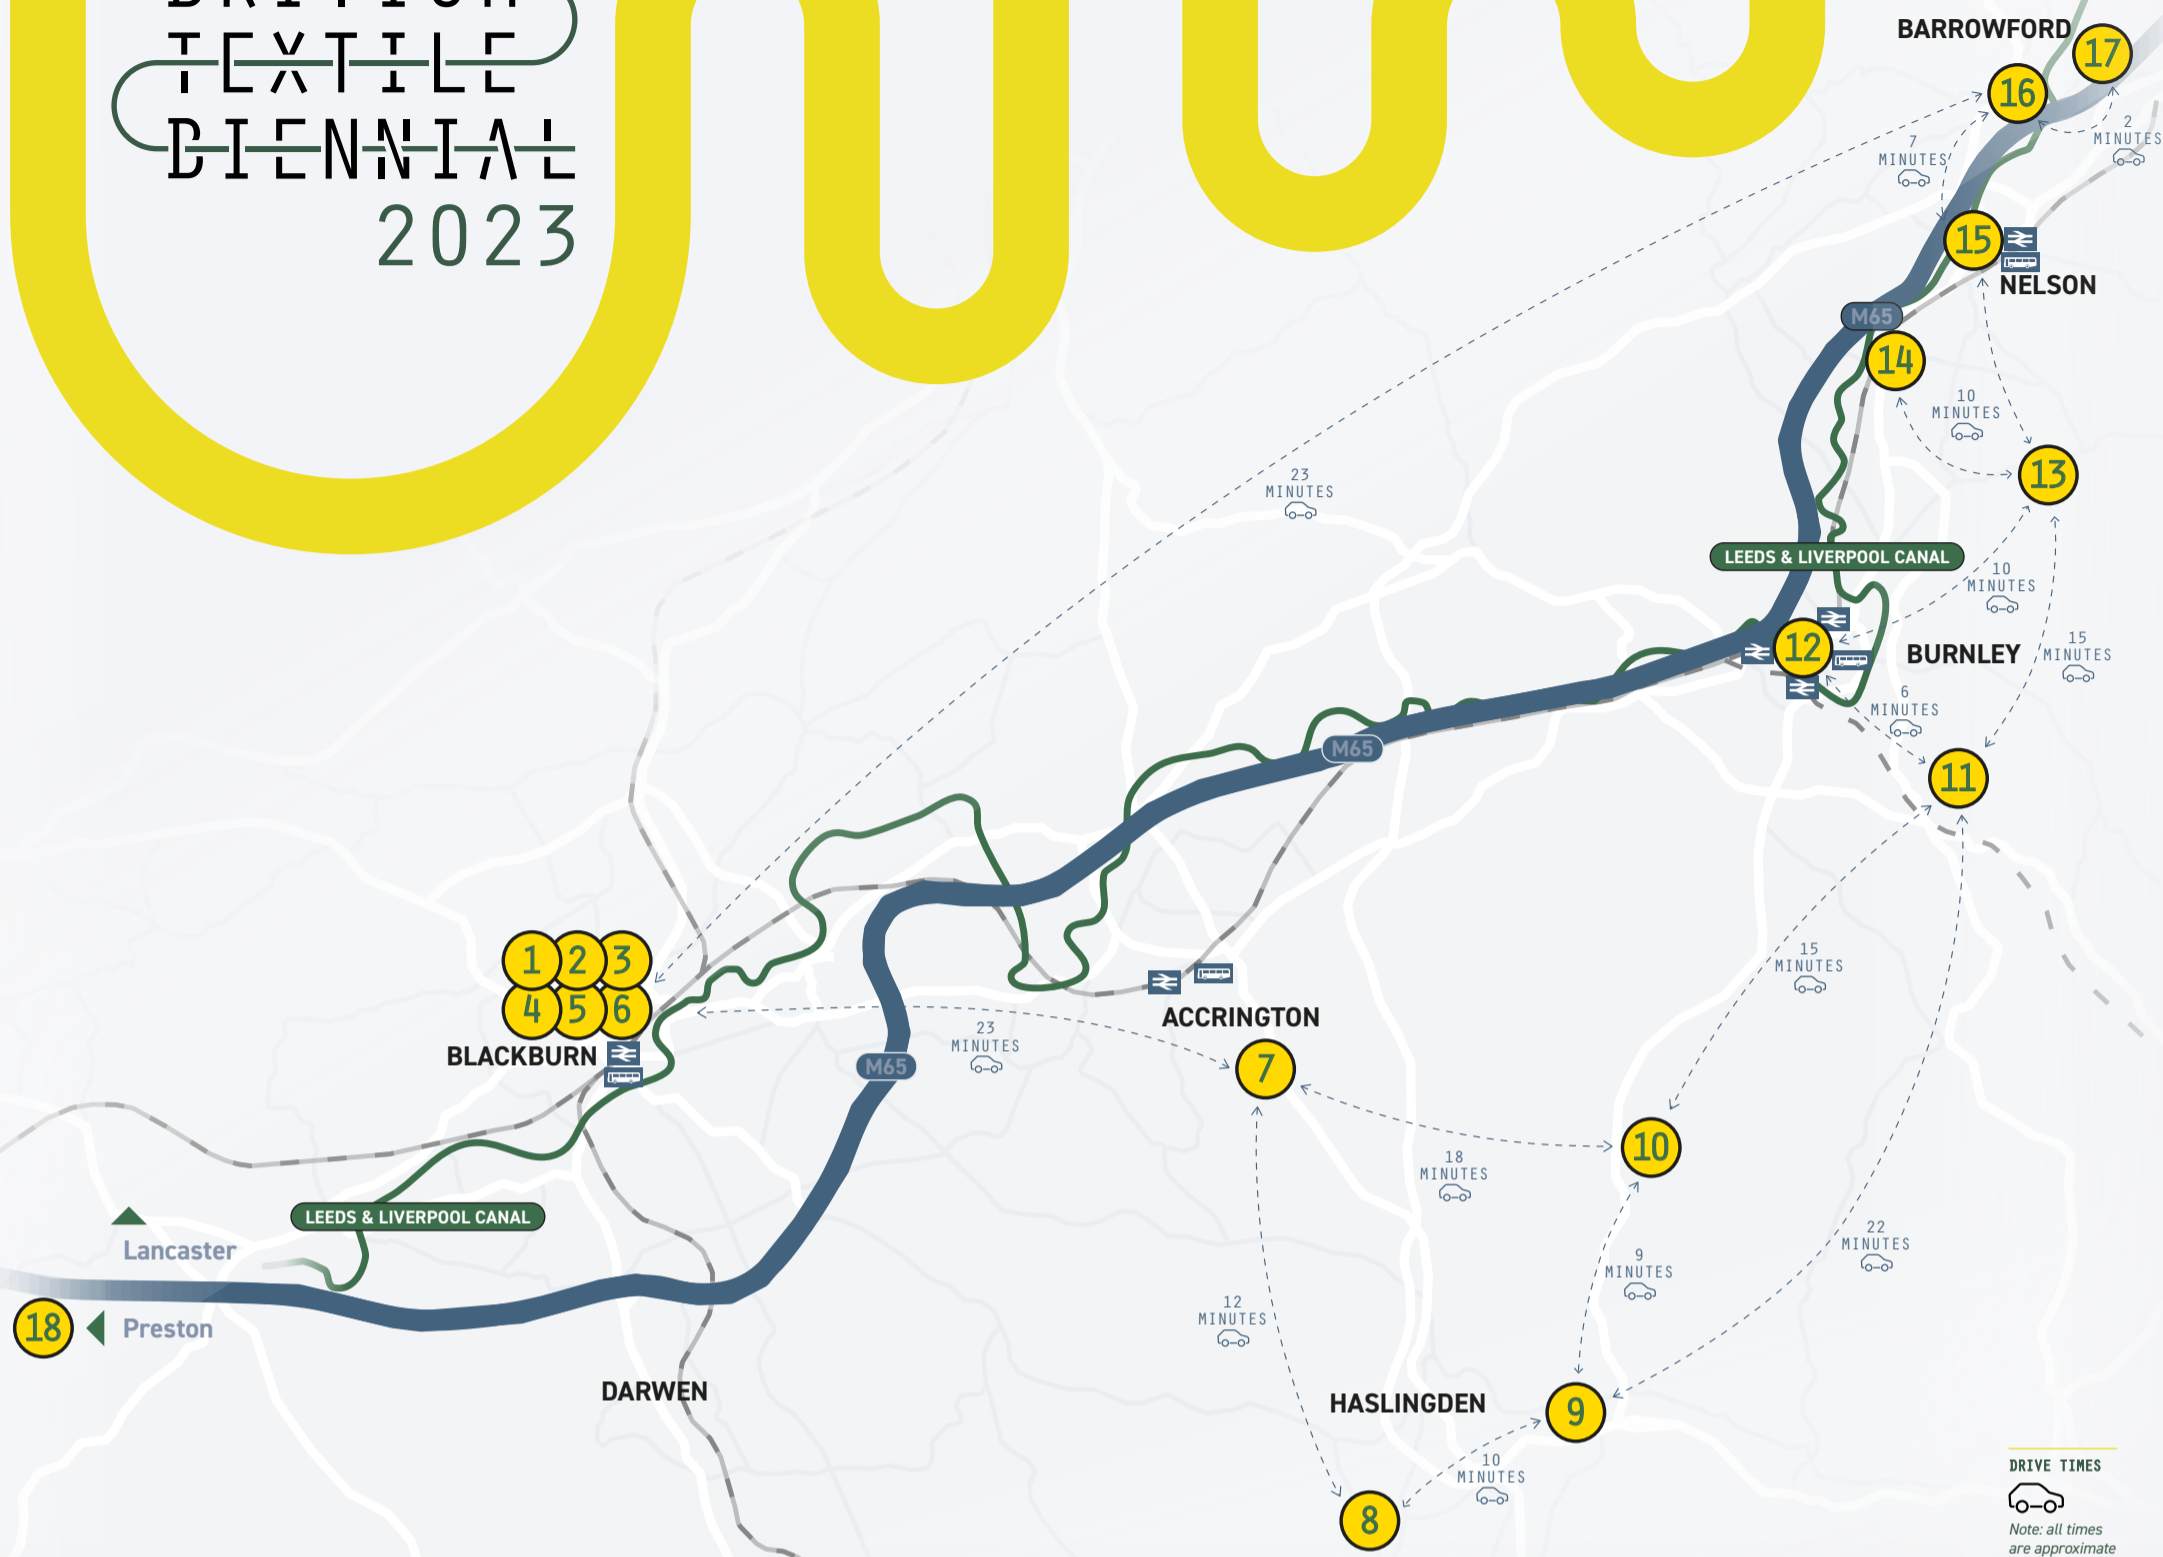 BRITISH
TEXTILE
BIENNIAL
2023
BARROWFORD
17
16
2
MINUTES
7
MINUTES
15
NELSON
M65
14
10
MINUTES
13
23
MINUTES
LEEDS & LIVERPOOL CANAL
10
MINUTES
12
BURNLEY
15
MINUTES
6
MINUTES
M65
11
1 2 3
4 5 6
BLACKBURN
15
MINUTES
ACCRINGTON
23
MINUTES
M65
7
10
18
MINUTES
LEEDS & LIVERPOOL CANAL
Lancaster
22
MINUTES
9
MINUTES
12
MINUTES
18
Preston
DARWEN
HASLINGDEN
9
10
MINUTES
8
DRIVE TIMES
Note: all times
are approximate